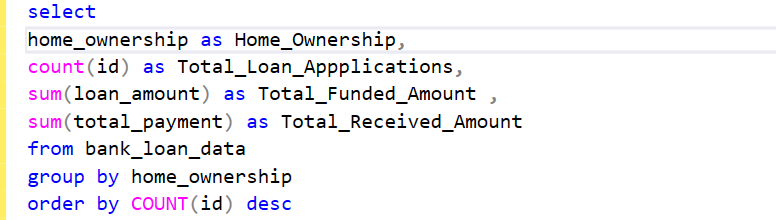 select
home_ownership as Home_Ownership,
count(id) as Total_Loan_Appplications,
sum(loan_amount) as Total_Funded_Amount ,
sum(total_payment) as Total_Received_Amount
from bank_loan_data
group by home_ownership
order by COUNT(id) desc